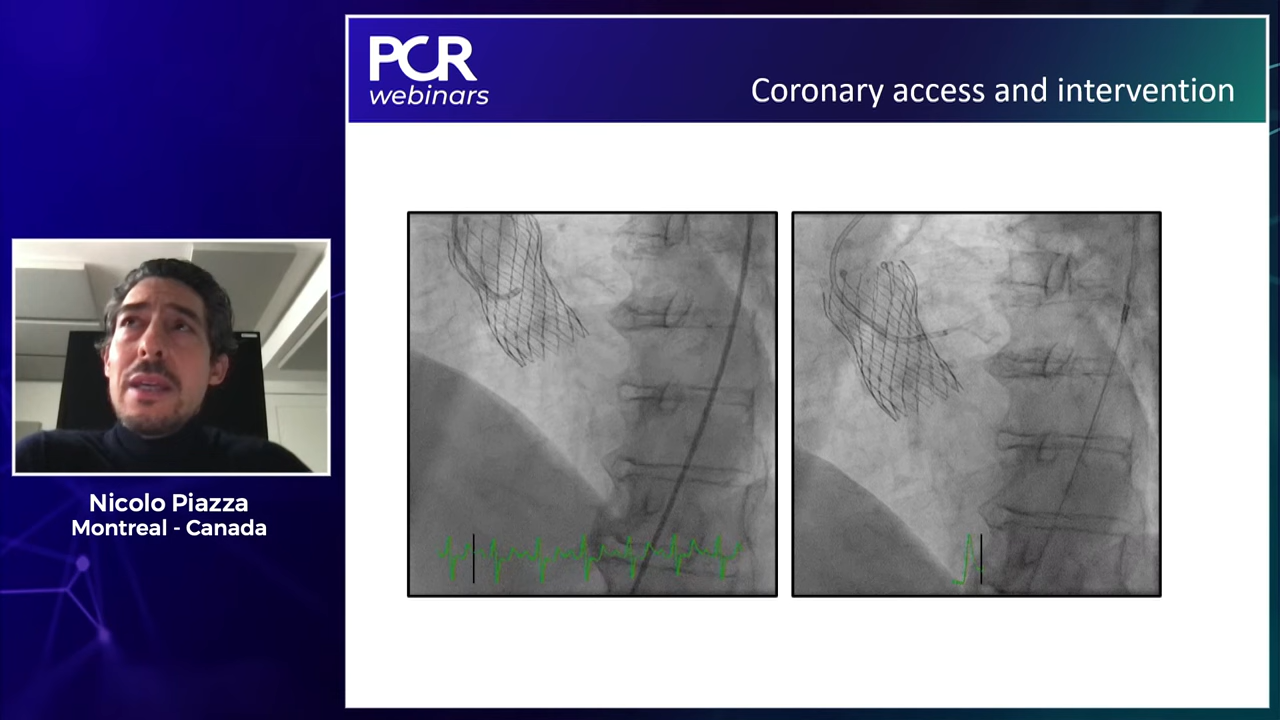 PCR
webinars
Coronary access and intervention
Nicolo Piazza
Montreal - Canada